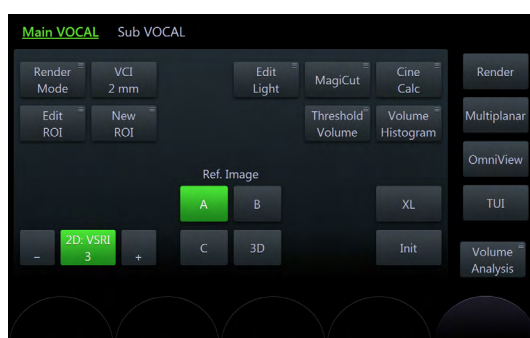 Main VOCAL Sub VOCAL
Render Mode
VCI 2 mm
Edit Light
MagiCut
Cine Calc
Render
Edit ROI
New ROI
Threshold Volume
Volume Histogram
Multiplanar
OmniView
Ref. Image
A
B
XL
TUI
–
2D: VSRI 3
+
C
3D
Init
Volume Analysis